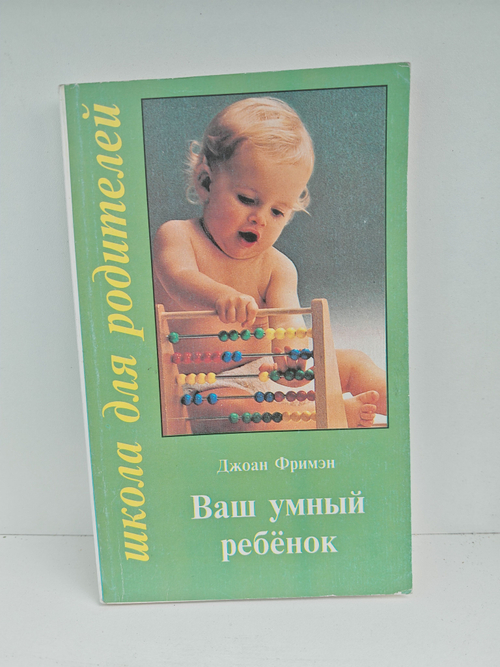 школа для родителей
Джоан Фримэн
Ваш умный
ребёнок